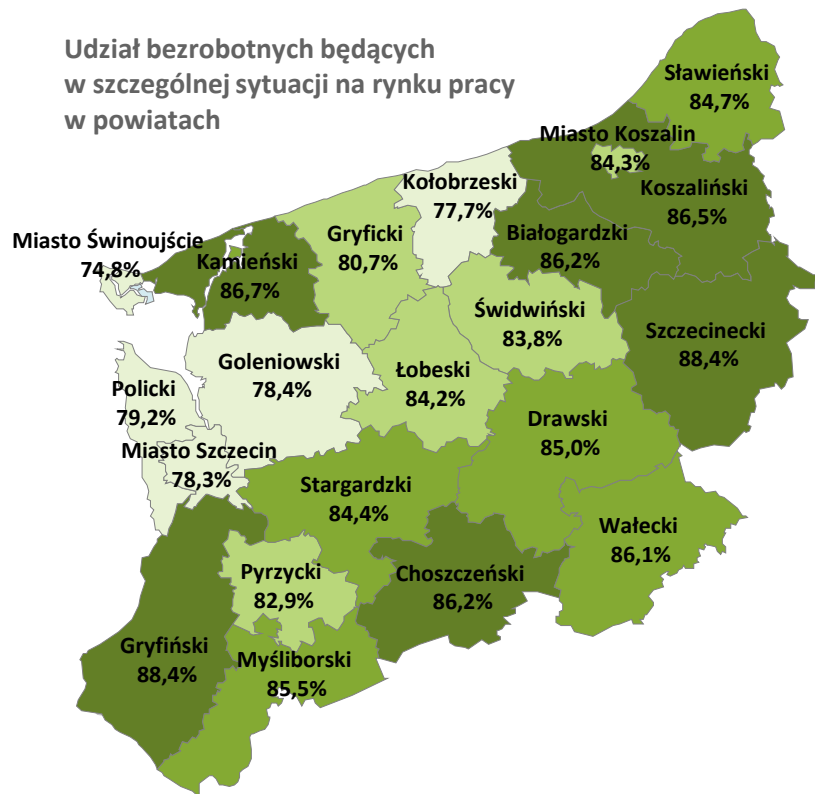 Udział bezrobotnych będących
w szczególnej sytuacji na rynku pracy
w powiatach
Sławieński
84,7%
Miasto Koszalin
84,3%
Koszaliński
86,5%
Kołobrzeski
77,7%
Białogardzki
86,2%
Gryficki
80,7%
Miasto Świnoujście
74,8%
Kamieński
86,7%
Świdwiński
83,8%
Szczecinecki
88,4%
Goleniowski
78,4%
Łobeski
84,2%
Policki
79,2%
Drawski
85,0%
Miasto Szczecin
78,3%
Stargardzki
84,4%
Wałecki
86,1%
Pyrzycki
82,9%
Choszczeński
86,2%
Gryfiński
88,4%
Myśliborski
85,5%